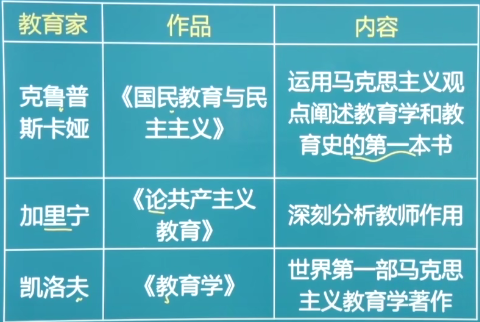 教育家
作品
内容
克鲁普
斯卡娅
《国民教育与民
主主义》
运用马克思主义观
点阐述教育学和教
育史的第一本书
加里宁
《论共产主义
教育》
深刻分析教师作用
凯洛夫
《教育学》
世界第一部马克思
主义教育学著作